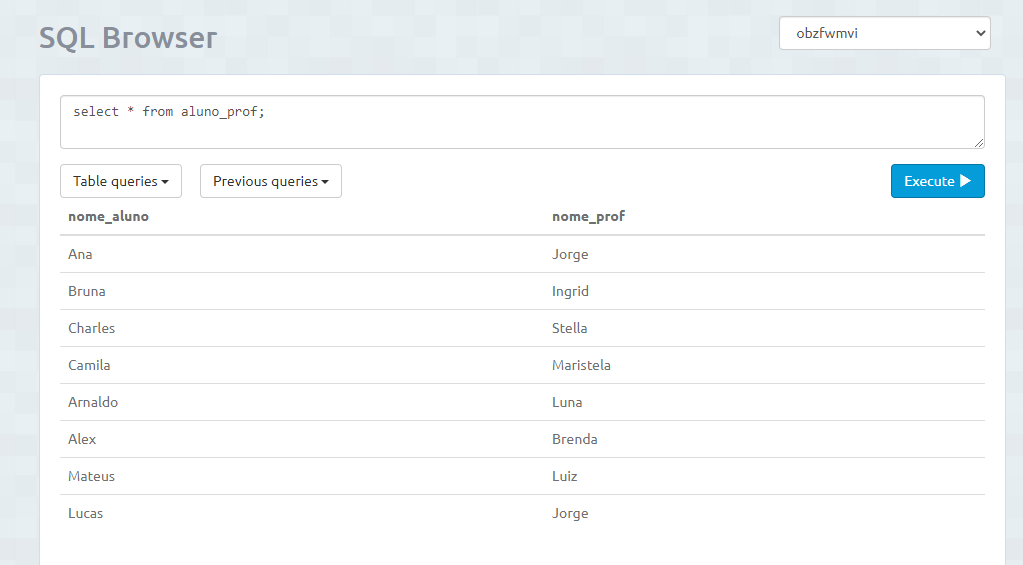 SQL Browser
obzfwmvi
select * from aluno_prof;
Table queries
Previous queries
Execute
nome_aluno nome_prof
Ana Jorge
Bruna Ingrid
Charles Stella
Camila Maristela
Arnaldo Luna
Alex Brenda
Mateus Luiz
Lucas Jorge